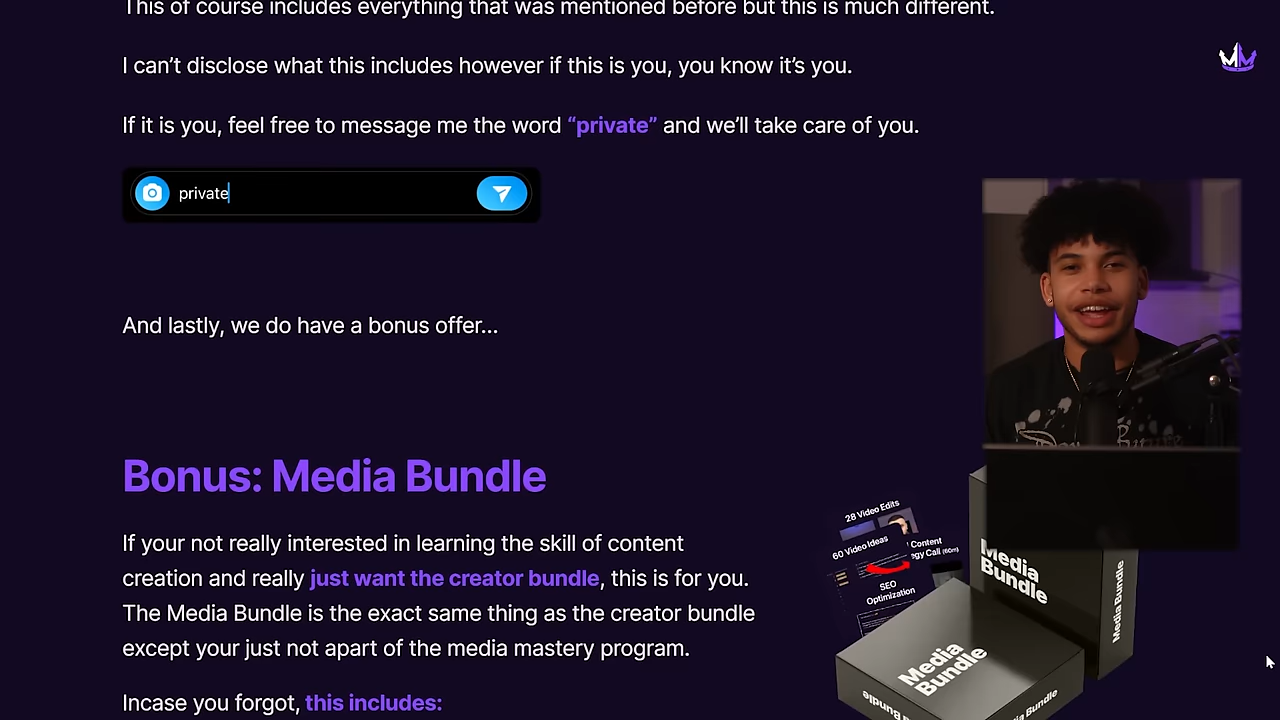 This of course includes everything that was mentioned before but this is much different.
I can’t disclose what this includes however if this is you, you know it’s you.
If it is you, feel free to message me the word “private” and we’ll take care of you.
private
And lastly, we do have a bonus offer...
Bonus: Media Bundle
If your not really interested in learning the skill of content
creation and really just want the creator bundle, this is for you.
The Media Bundle is the exact same thing as the creator bundle
except your just not apart of the media mastery program.
Incase you forgot, this includes:
28 Video Edits
60 Video Ideas
Content
egy Call (60m)
SEO
Optimization
Media
Bundle
Media Bundle
Media
Bundle
Bundle
Media Bundle